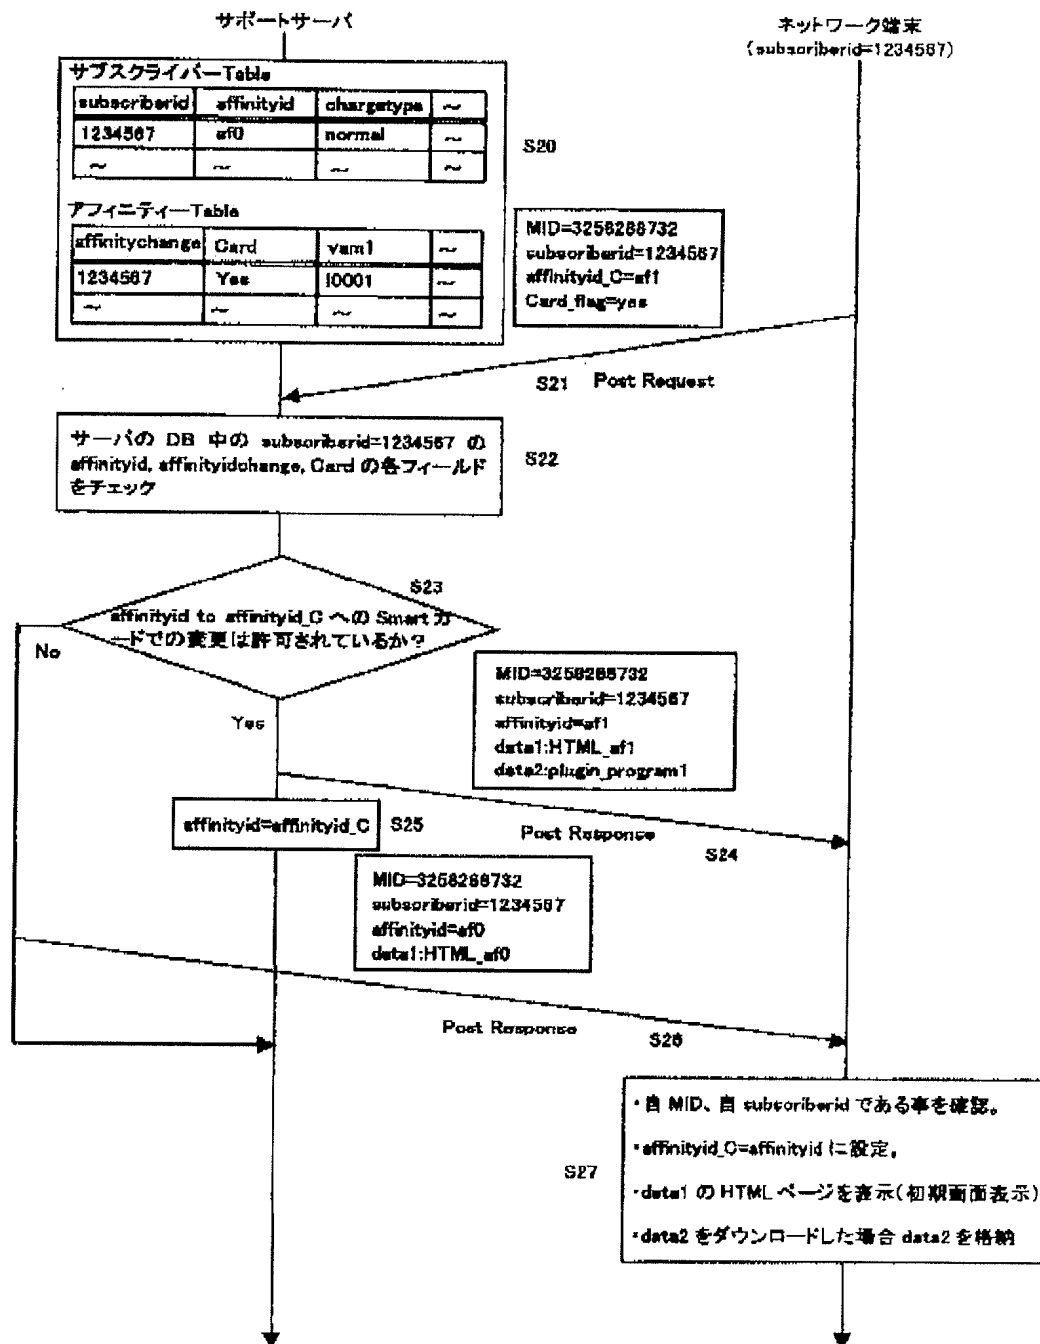 サポートサーバ
ネットワーク端末
(subscriberid=1234567)
サブスクライバーTable
subscriberid affinityid chargetype ～
1234567 af0 normal ～
～ ～ ～ ～
S20
アフィニティーTable
affinitychange Card vam1 ～
1234567 Yes I0001 ～
～ ～ ～ ～
MID=3256288732
subscriberid=1234567
affinityid_C=af1
Card_flag=yes
S21 Post Request
サーバの DB 中の subscriberid=1234567 の
affinityid, affinityidchange, Card の各フィールド
をチェック
S22
S23
affinityid to affinityid_C への Smart カ
ードでの変更は許可されているか？
No
Yes
MID=3256288732
subscriberid=1234567
affinityid=af1
data1:HTML_af1
data2:plugin_program1
affinityid=affinityid_C S25
Post Response
S24
MID=3256288732
subscriberid=1234567
affinityid=af0
data1:HTML_af0
Post Response
S26
S27
・自 MID、自 subscriberid である事を確認。
・affinityid_C=affinityid に設定。
・data1 の HTML ページを表示(初期画面表示)
・data2 をダウンロードした場合 data2 を格納